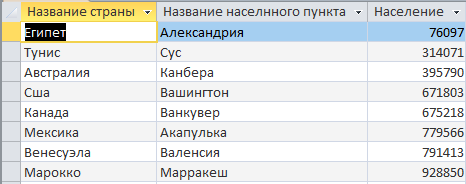 Название страны Название населнного пункта Население
Египет Александрия 76097
Тунис Сус 314071
Австралия Канбера 395790
Сша Вашингтон 671803
Канада Ванкувер 675218
Мексика Акапулька 779566
Венесуэла Валенсия 791413
Марокко Марракеш 928850